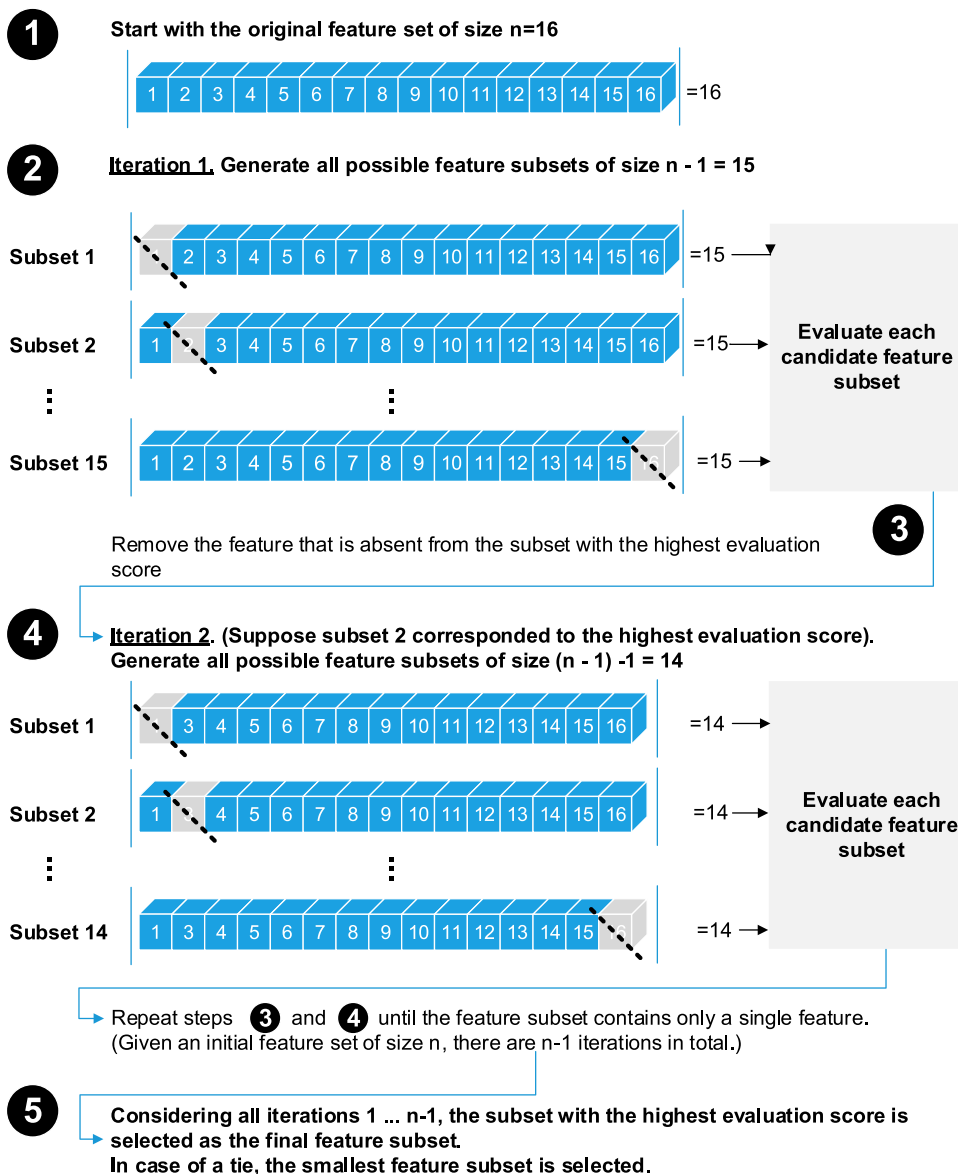 1
Start with the original feature set of size n=16
1 2 3 4 5 6 7 8 9 10 11 12 13 14 15 16 =16
2
Iteration 1. Generate all possible feature subsets of size n - 1 = 15
Subset 1
2 3 4 5 6 7 8 9 10 11 12 13 14 15 16 =15
Subset 2
1 3 4 5 6 7 8 9 10 11 12 13 14 15 16 =15
Subset 15
1 2 3 4 5 6 7 8 9 10 11 12 13 14 15 16 =15
Evaluate each
candidate feature
subset
3
Remove the feature that is absent from the subset with the highest evaluation
score
4
Iteration 2. (Suppose subset 2 corresponded to the highest evaluation score).
Generate all possible feature subsets of size (n - 1) -1 = 14
Subset 1
3 4 5 6 7 8 9 10 11 12 13 14 15 16 =14
Subset 2
1 4 5 6 7 8 9 10 11 12 13 14 15 16 =14
Subset 14
1 3 4 5 6 7 8 9 10 11 12 13 14 15 16 =14
Evaluate each
candidate feature
subset
Repeat steps 3 and 4 until the feature subset contains only a single feature.
(Given an initial feature set of size n, there are n-1 iterations in total.)
5
Considering all iterations 1 ... n-1, the subset with the highest evaluation score is
selected as the final feature subset.
In case of a tie, the smallest feature subset is selected.